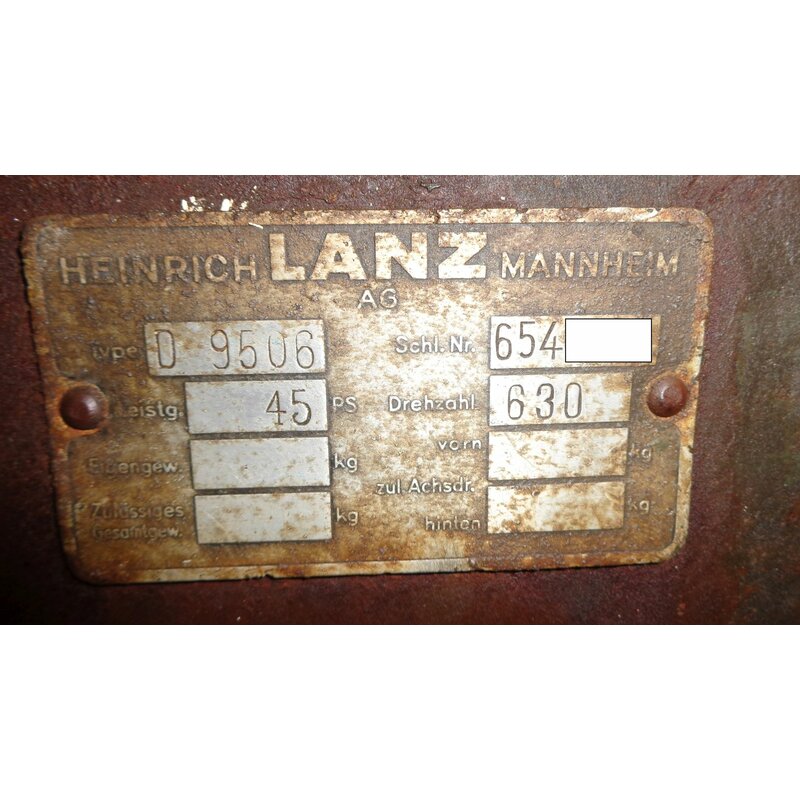 HEINRICH LANZ MANNHEIM
AG
Type D 9506 Schl. Nr. 654
Leistg. 45 PS Drehzahl 630
Eigengew. kg vorn kg
zul. Achsdr.
Zulässiges kg hinten kg
Gesamtgew.